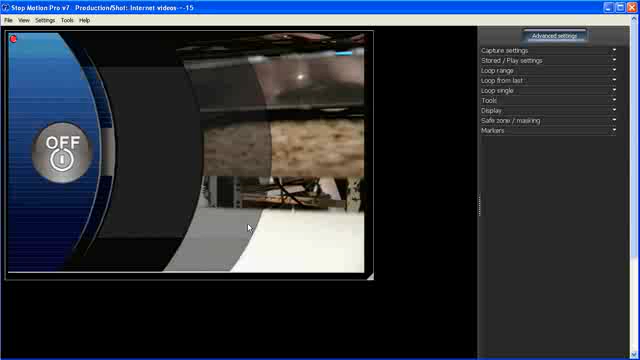 Stop Motion Pro v7 Production/Shot: Internet videos---15
File View Settings Tools Help
Advanced settings
Capture settings
Stored / Play settings
Loop range
Loop from last
Loop single
Tools
Display
Safe zone / masking
Markers
OFF